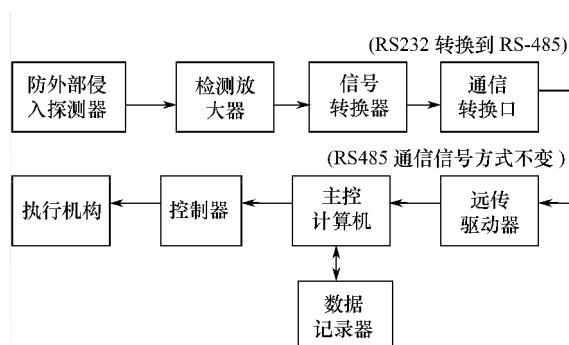 (RS232 转换到 RS-485)
防外部侵
入探测器
检测放
大器
信号
转换器
通信
转换口
(RS485 通信信号方式不变)
执行机构
控制器
主控
计算机
远传
驱动器
数据
记录器